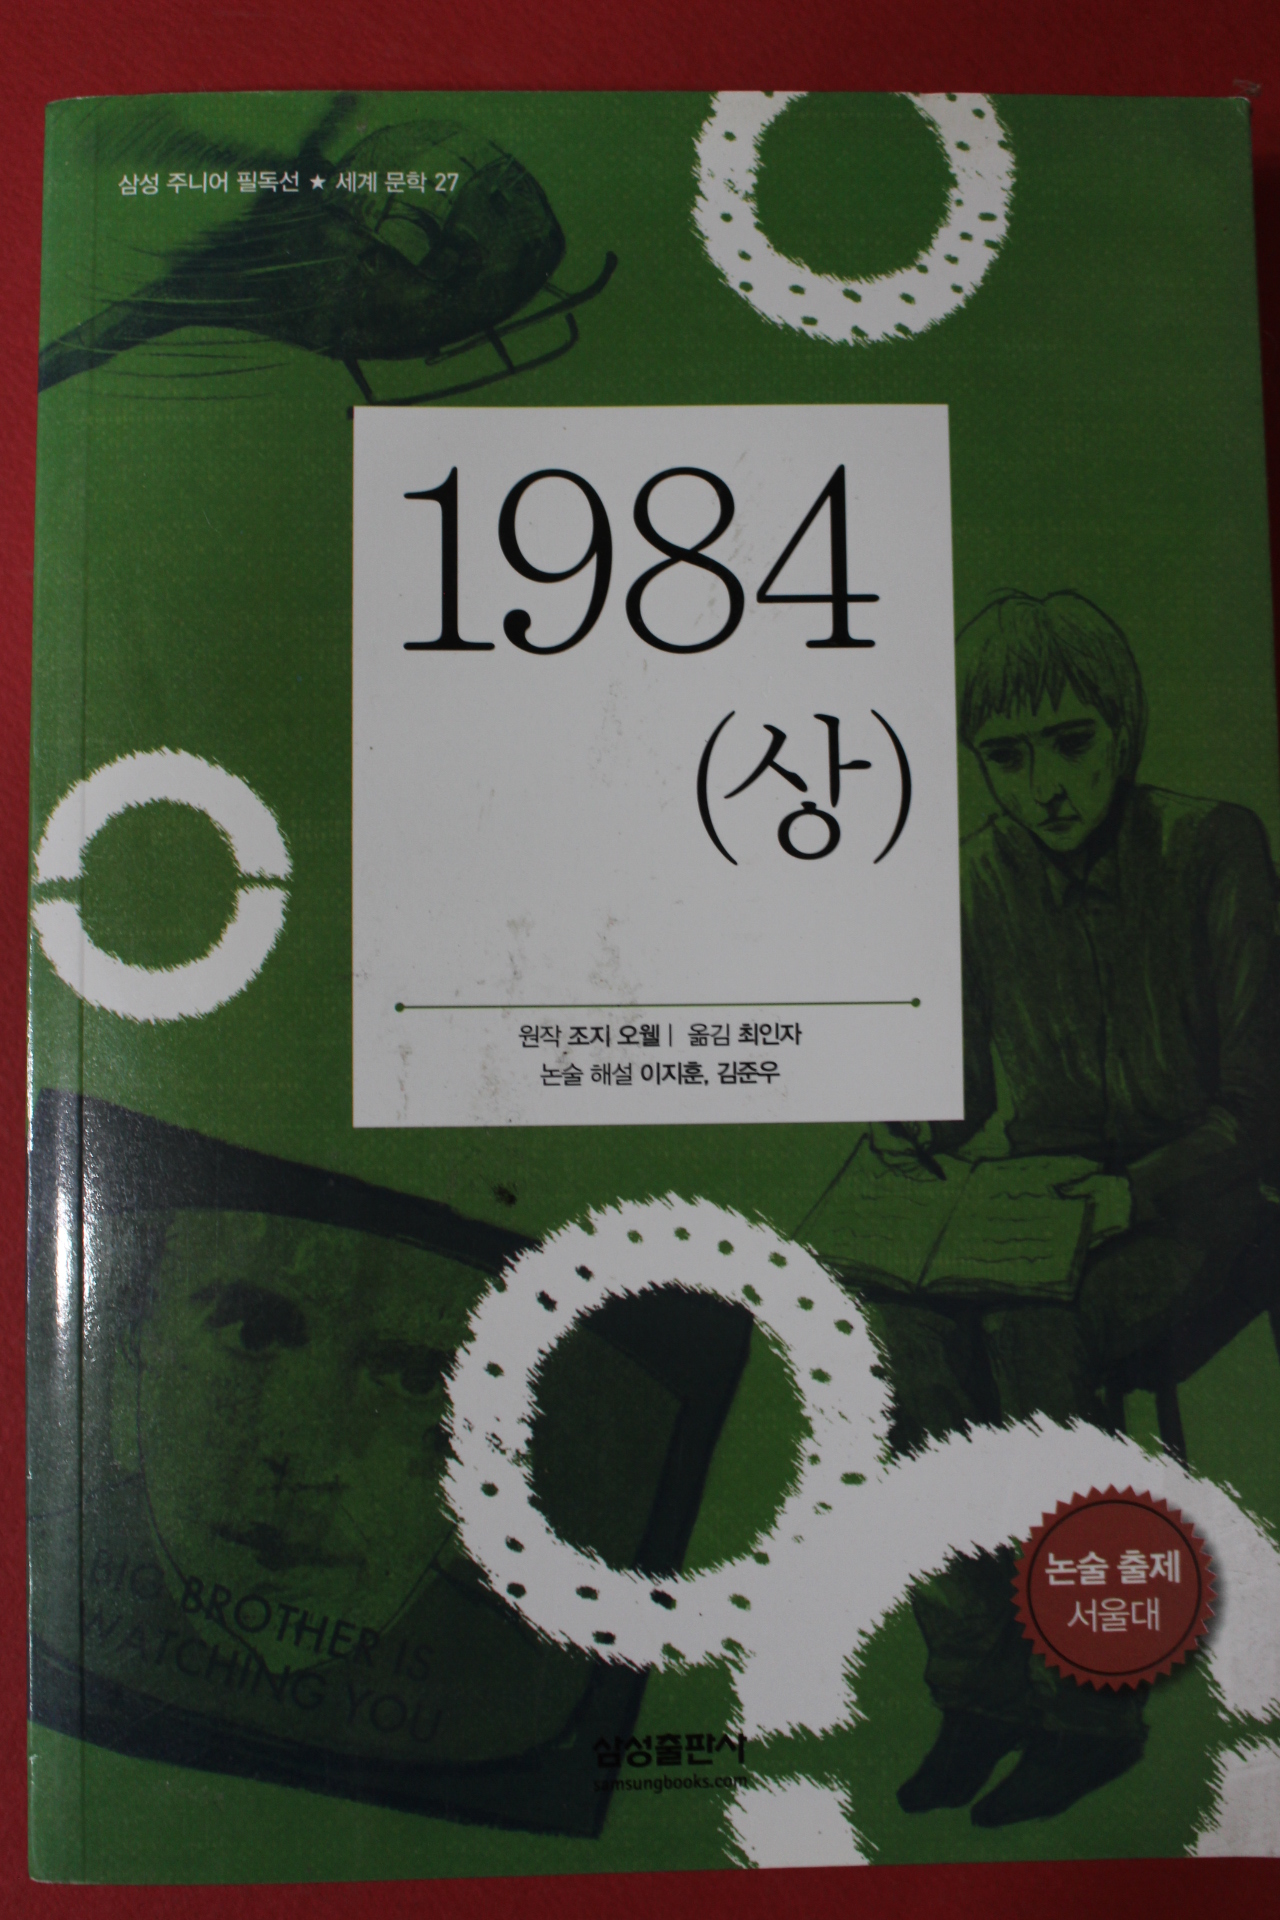 삼성 주니어 필독선 ★ 세계 문학 27
1984
(상)
원작 조지 오웰 | 옮김 최인자
논술 해설 이지훈, 김준우
BIG BROTHER IS
WATCHING YOU
논술 출제
서울대
삼성출판사
samsungbooks.com